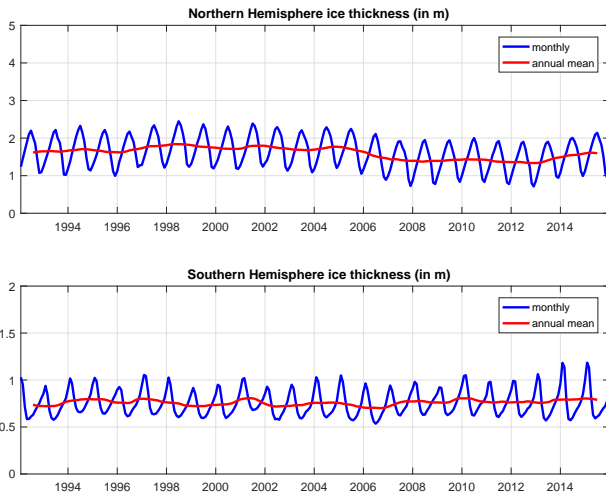 Northern Hemisphere ice thickness (in m)
5
4
3
2
1
0
monthly
annual mean
1994 1996 1998 2000 2002 2004 2006 2008 2010 2012 2014
Southern Hemisphere ice thickness (in m)
2
1.5
1
0.5
0
monthly
annual mean
1994 1996 1998 2000 2002 2004 2006 2008 2010 2012 2014